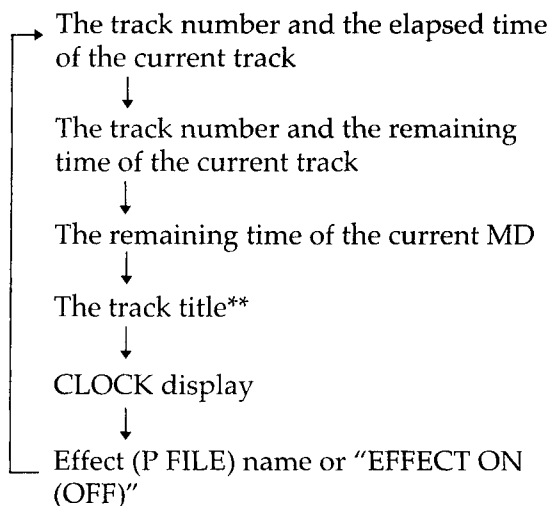 The track number and the elapsed time
of the current track
The track number and the remaining
time of the current track
The remaining time of the current MD
The track title**
CLOCK display
Effect (P FILE) name or “EFFECT ON
(OFF)”